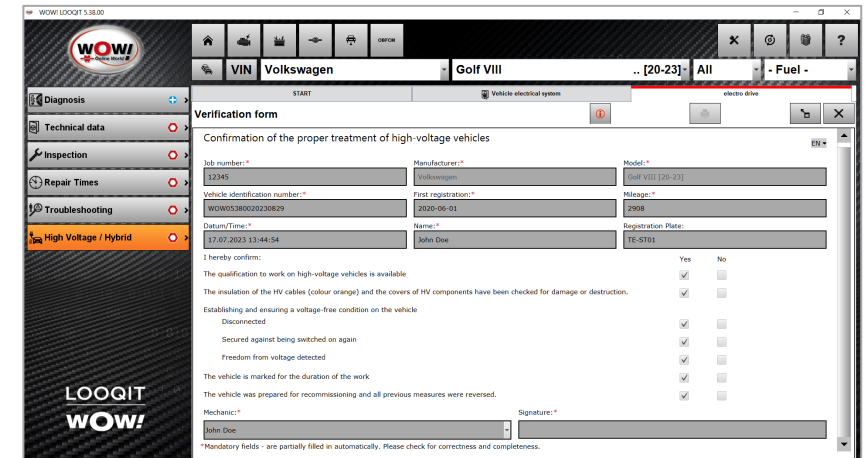 WOW! LOOQIT 5.38.00
WOW!
Online World
OBFCM
?
VIN Volkswagen Golf VIII .. [20-23] All - Fuel -
START Vehicle electrical system electro drive
Diagnosis
Technical data
Inspection
Repair Times
Troubleshooting
High Voltage / Hybrid
Verification form
Confirmation of the proper treatment of high-voltage vehicles
EN
Job number:* Manufacturer:* Model:*
12345 Volkswagen Golf VIII [20-23]
Vehicle identification number:* First registration:* Mileage:*
WOW05380020230829 2020-06-01 2908
Datum/Time:* Name:* Registration Plate:
17.07.2023 13:44:54 John Doe TE-ST01
I hereby confirm: Yes No
The qualification to work on high-voltage vehicles is available
The insulation of the HV cables (colour orange) and the covers of HV components have been checked for damage or destruction.
Establishing and ensuring a voltage-free condition on the vehicle
Disconnected
Secured against being switched on again
Freedom from voltage detected
The vehicle is marked for the duration of the work
The vehicle was prepared for recommissioning and all previous measures were reversed.
Mechanic:* Signature:*
John Doe
*Mandatory fields - are partially filled in automatically. Please check for correctness and completeness.
LOOQIT
WOW!